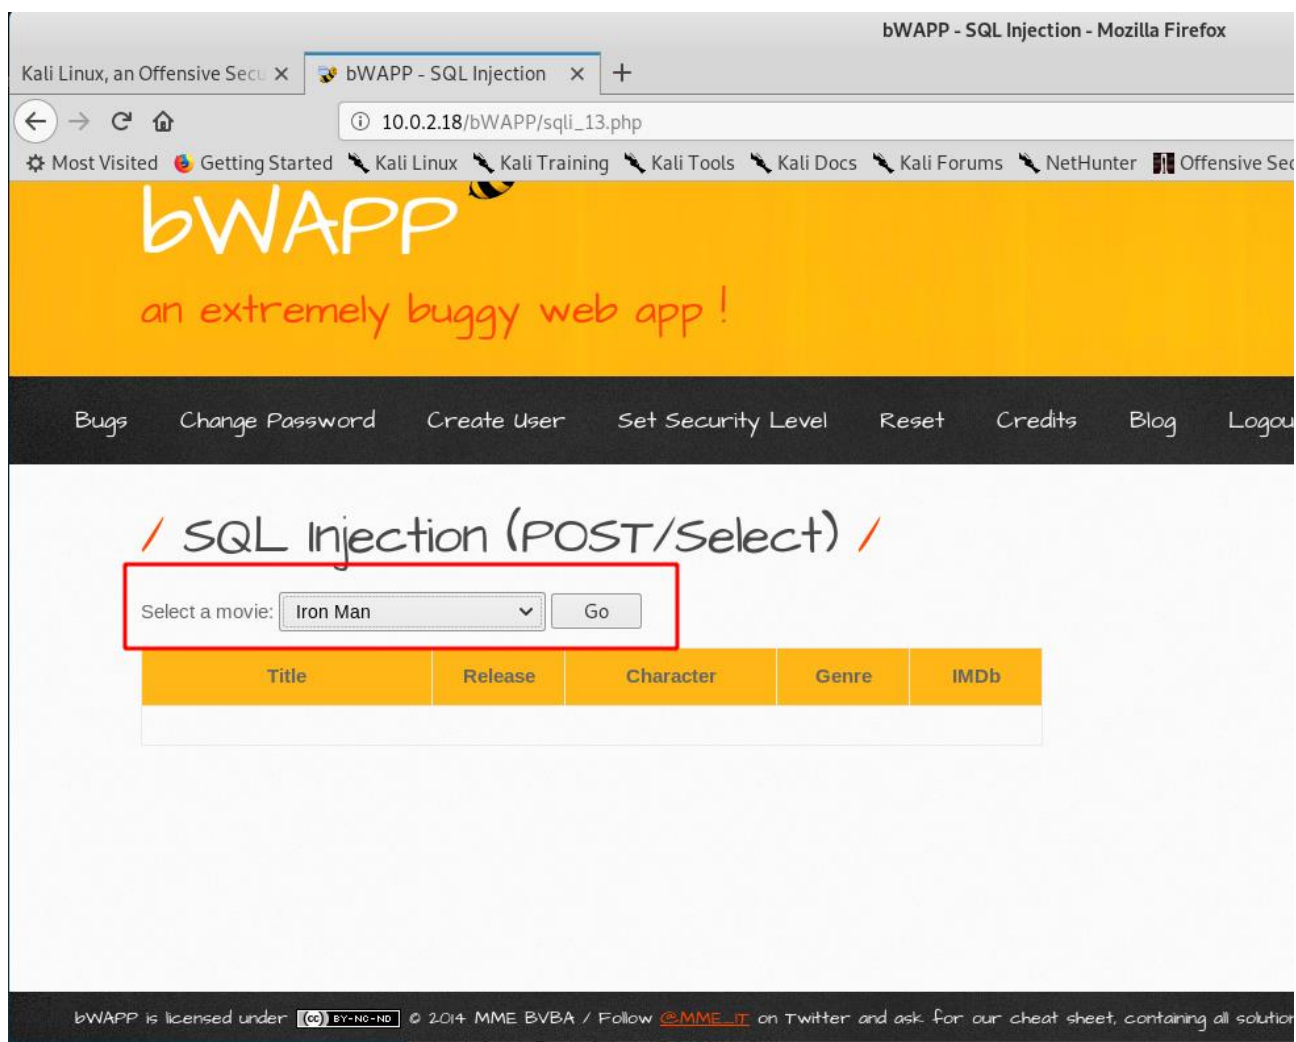 bWAPP - SQL Injection - Mozilla Firefox
Kali Linux, an Offensive Secu bWAPP - SQL Injection
10.0.2.18/bWAPP/sqli_13.php
Most Visited Getting Started Kali Linux Kali Training Kali Tools Kali Docs Kali Forums NetHunter Offensive Sec
bWAPP
an extremely buggy web app !
Bugs Change Password Create User Set Security Level Reset Credits Blog Logou
/ SQL Injection (POST/Select) /
Select a movie: Iron Man Go
Title Release Character Genre IMDb
bWAPP is licensed under (cc) BY-NC-ND © 2014 MME BVBA / Follow @MME_IT on Twitter and ask for our cheat sheet, containing all solution